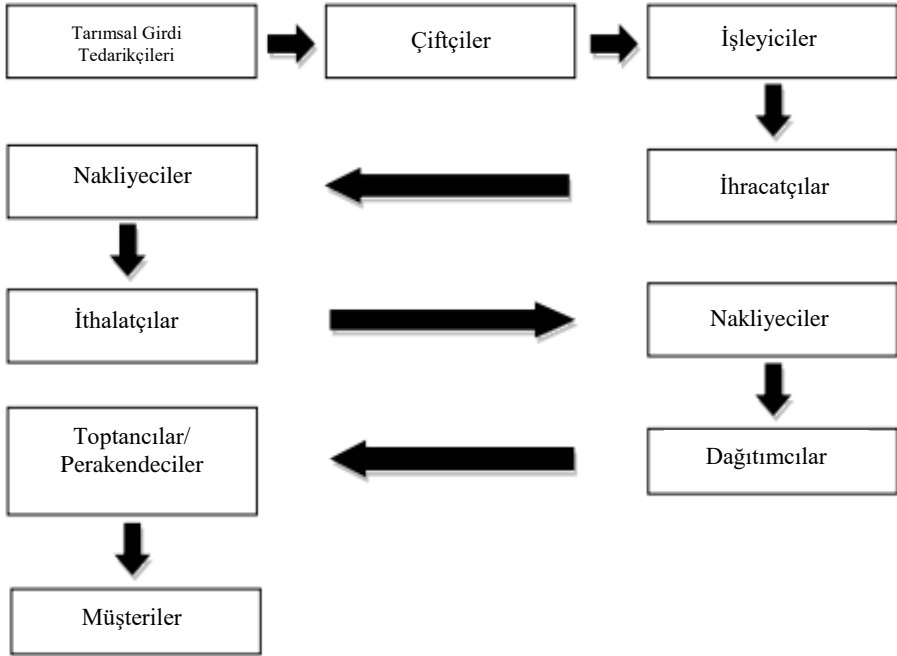 Tarımsal Girdi
Tedarikçileri
Çiftçiler
İşleyiciler
Nakliyeciler
İhracatçılar
İthalatçılar
Nakliyeciler
Toptancılar/
Perakendeciler
Dağıtımcılar
Müşteriler